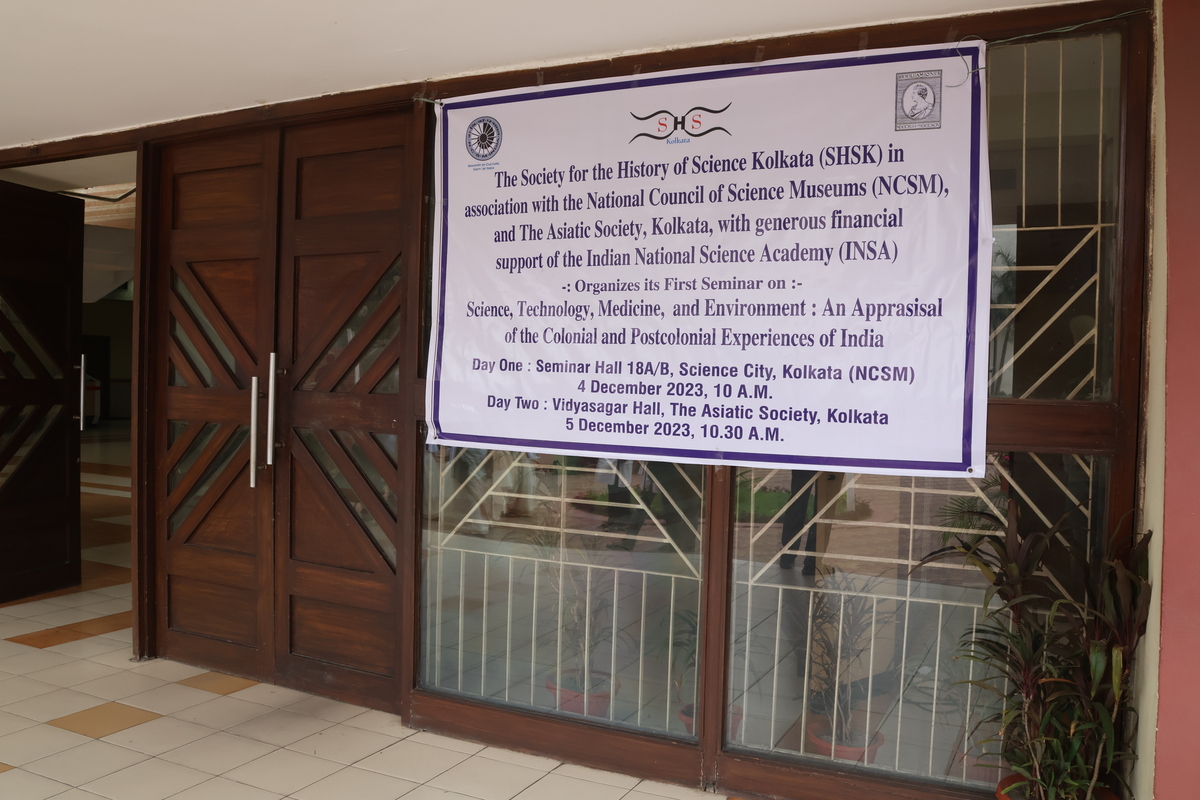 SHS
Kolkata
The Society for the History of Science Kolkata (SHSK) in
association with the National Council of Science Museums (NCSM),
and The Asiatic Society, Kolkata, with generous financial
support of the Indian National Science Academy (INSA)
-: Organizes its First Seminar on :-
Science, Technology, Medicine, and Environment : An Apprasisal
of the Colonial and Postcolonial Experiences of India
Day One : Seminar Hall 18A/B, Science City, Kolkata (NCSM)
4 December 2023, 10 A.M.
Day Two : Vidyasagar Hall, The Asiatic Society, Kolkata
5 December 2023, 10.30 A.M.